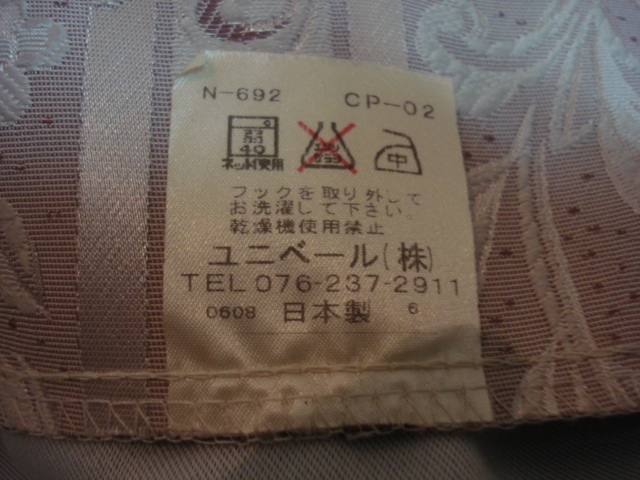 N-692 CP-02
弱 40 エンソサラシ 中
ネット使用
フックを取り外して
お洗濯して下さい。
乾燥機使用禁止
ユニベール(株)
TEL 076-237-2911
0608 日本製 6